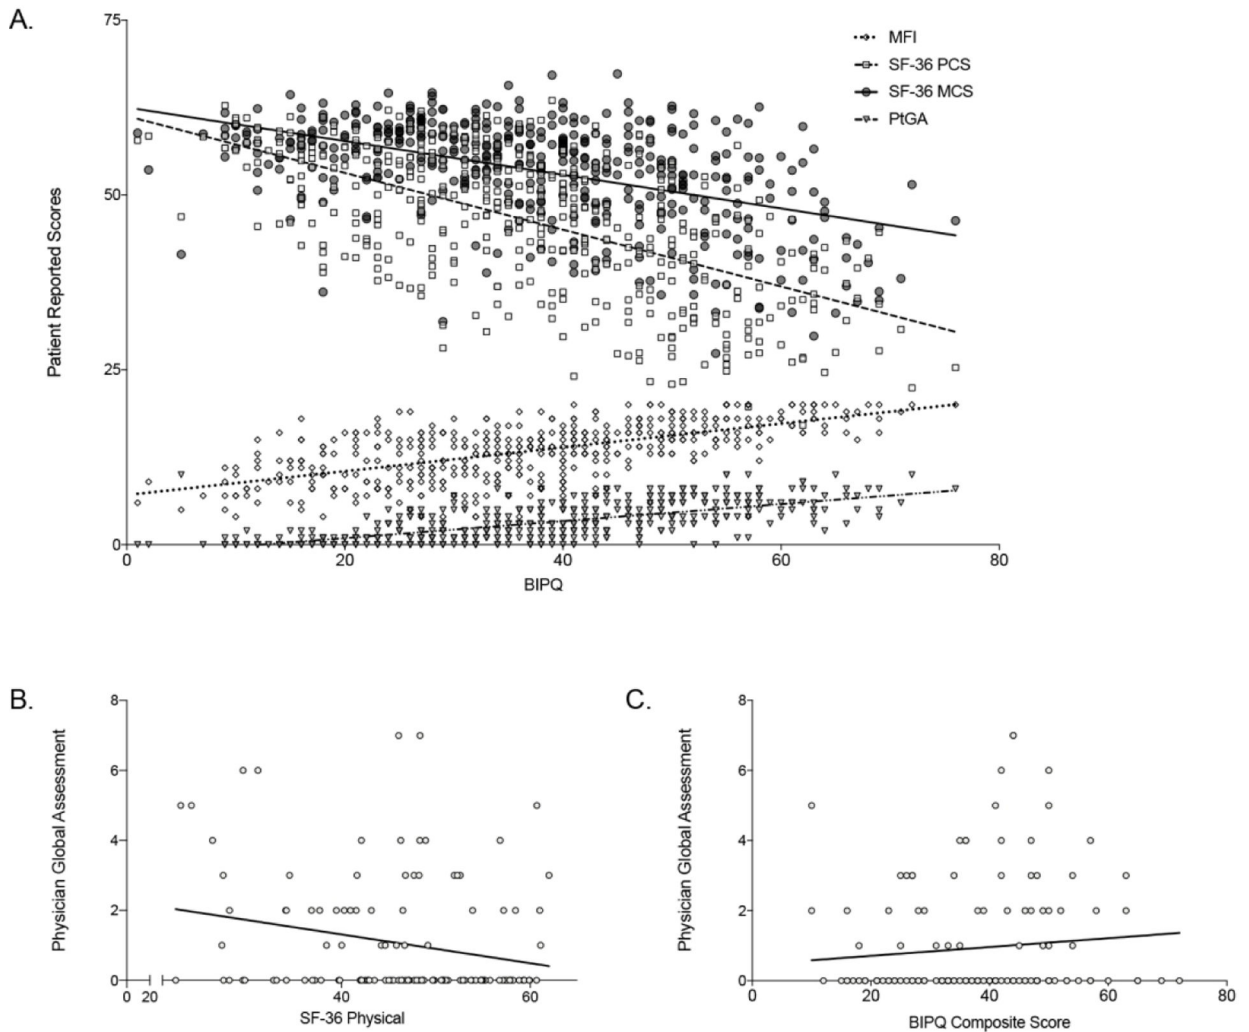 A.
75
50
25
0
Patient Reported Scores
MFI
SF-36 PCS
SF-36 MCS
PtGA
0 20 40 60 80
BIPQ
B.
8
6
4
2
0
Physician Global Assessment
0 20 40 60
SF-36 Physical
C.
8
6
4
2
0
Physician Global Assessment
0 20 40 60 80
BIPQ Composite Score